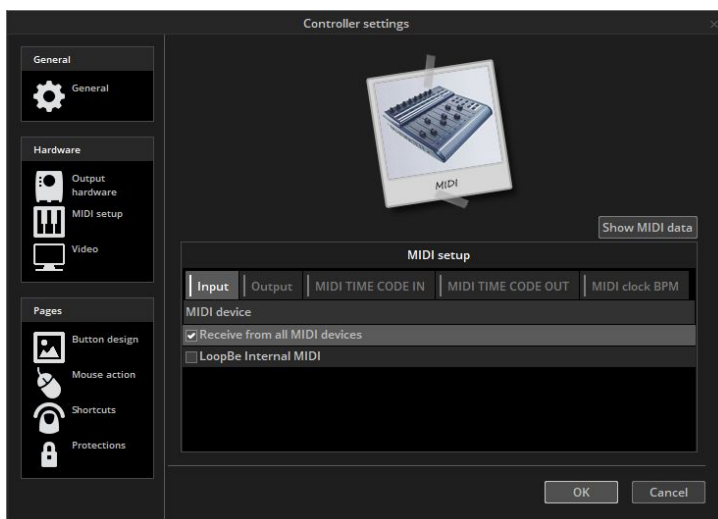 Controller settings
General
General
Hardware
Output
hardware
MIDI setup
Video
Pages
Button design
Mouse action
Shortcuts
Protections
MIDI
Show MIDI data
MIDI setup
Input
Output
MIDI TIME CODE IN
MIDI TIME CODE OUT
MIDI clock BPM
MIDI device
Receive from all MIDI devices
LoopBe Internal MIDI
OK
Cancel